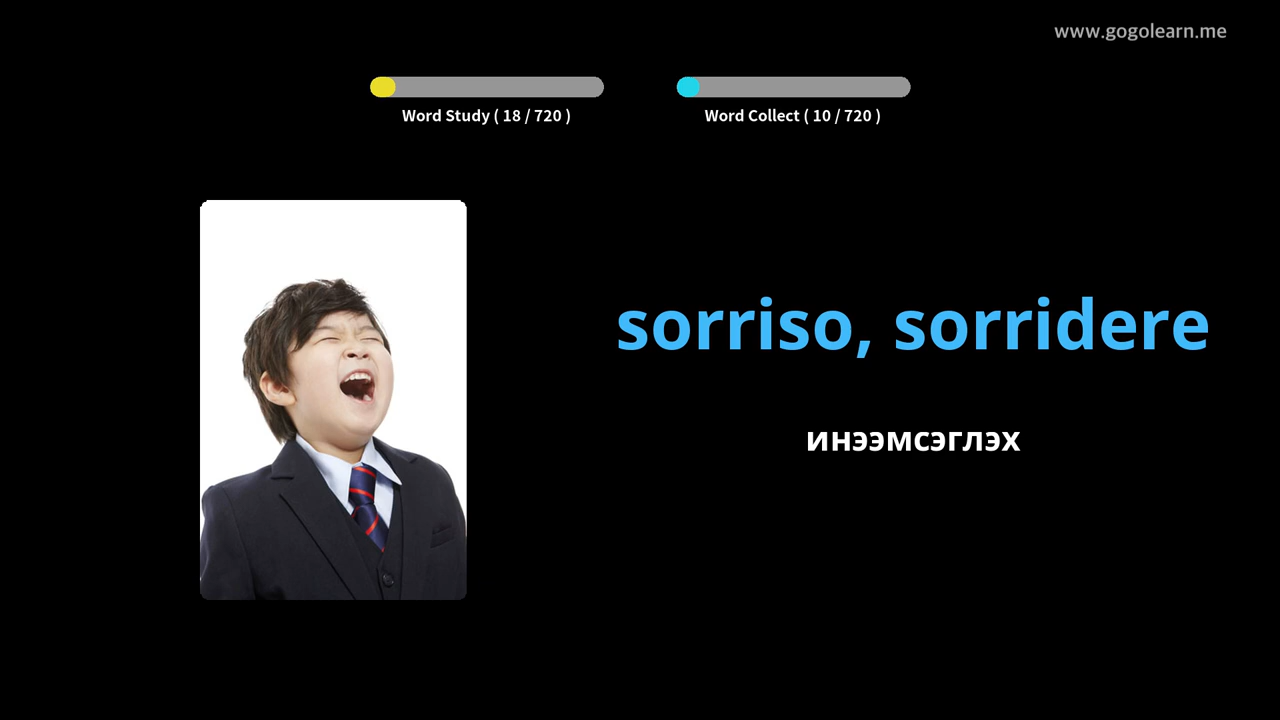 www.gogolearn.me
Word Study ( 18 / 720 )
Word Collect ( 10 / 720 )
sorriso, sorridere
инээмсэглэх